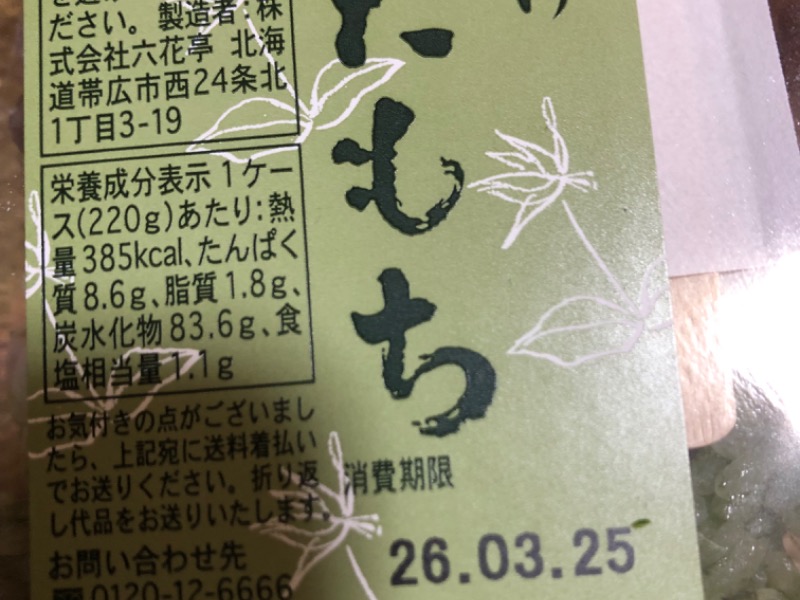 ださい。製造者:株
式会社六花亭 北海
道帯広市西24条北
1丁目3-19
栄養成分表示 1ケー
ス(220g)あたり:熱
量385kcal、たんぱく
質8.6g、脂質1.8g、
炭水化物83.6g、食
塩相当量1.1g
お気付きの点がございまし
たら、上記宛に送料着払い
でお送りください。折り返
し代品をお送りいたします。
お問い合わせ先
0120-12-6666
たもち
消費期限
26.03.25